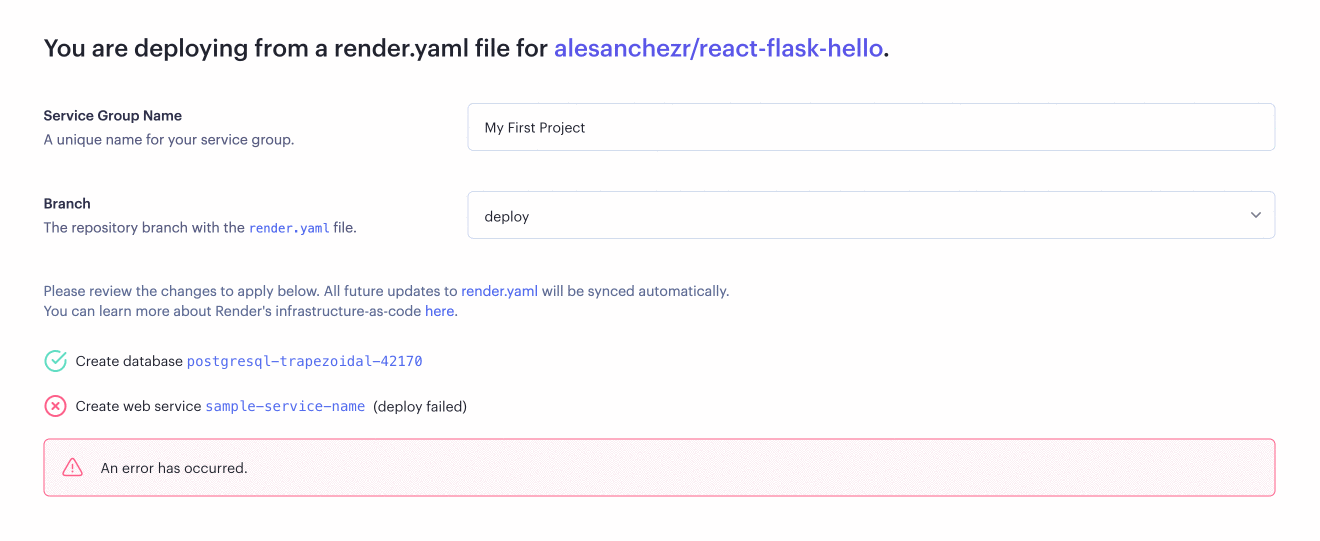 You are deploying from a render.yaml file for alesanchezr/react-flask-hello.
Service Group Name
A unique name for your service group.
My First Project
Branch
The repository branch with the render.yaml file.
deploy
Please review the changes to apply below. All future updates to render.yaml will be synced automatically.
You can learn more about Render's infrastructure-as-code here.
Create database postgresql-trapezoidal-42170
Create web service sample-service-name (deploy failed)
An error has occurred.